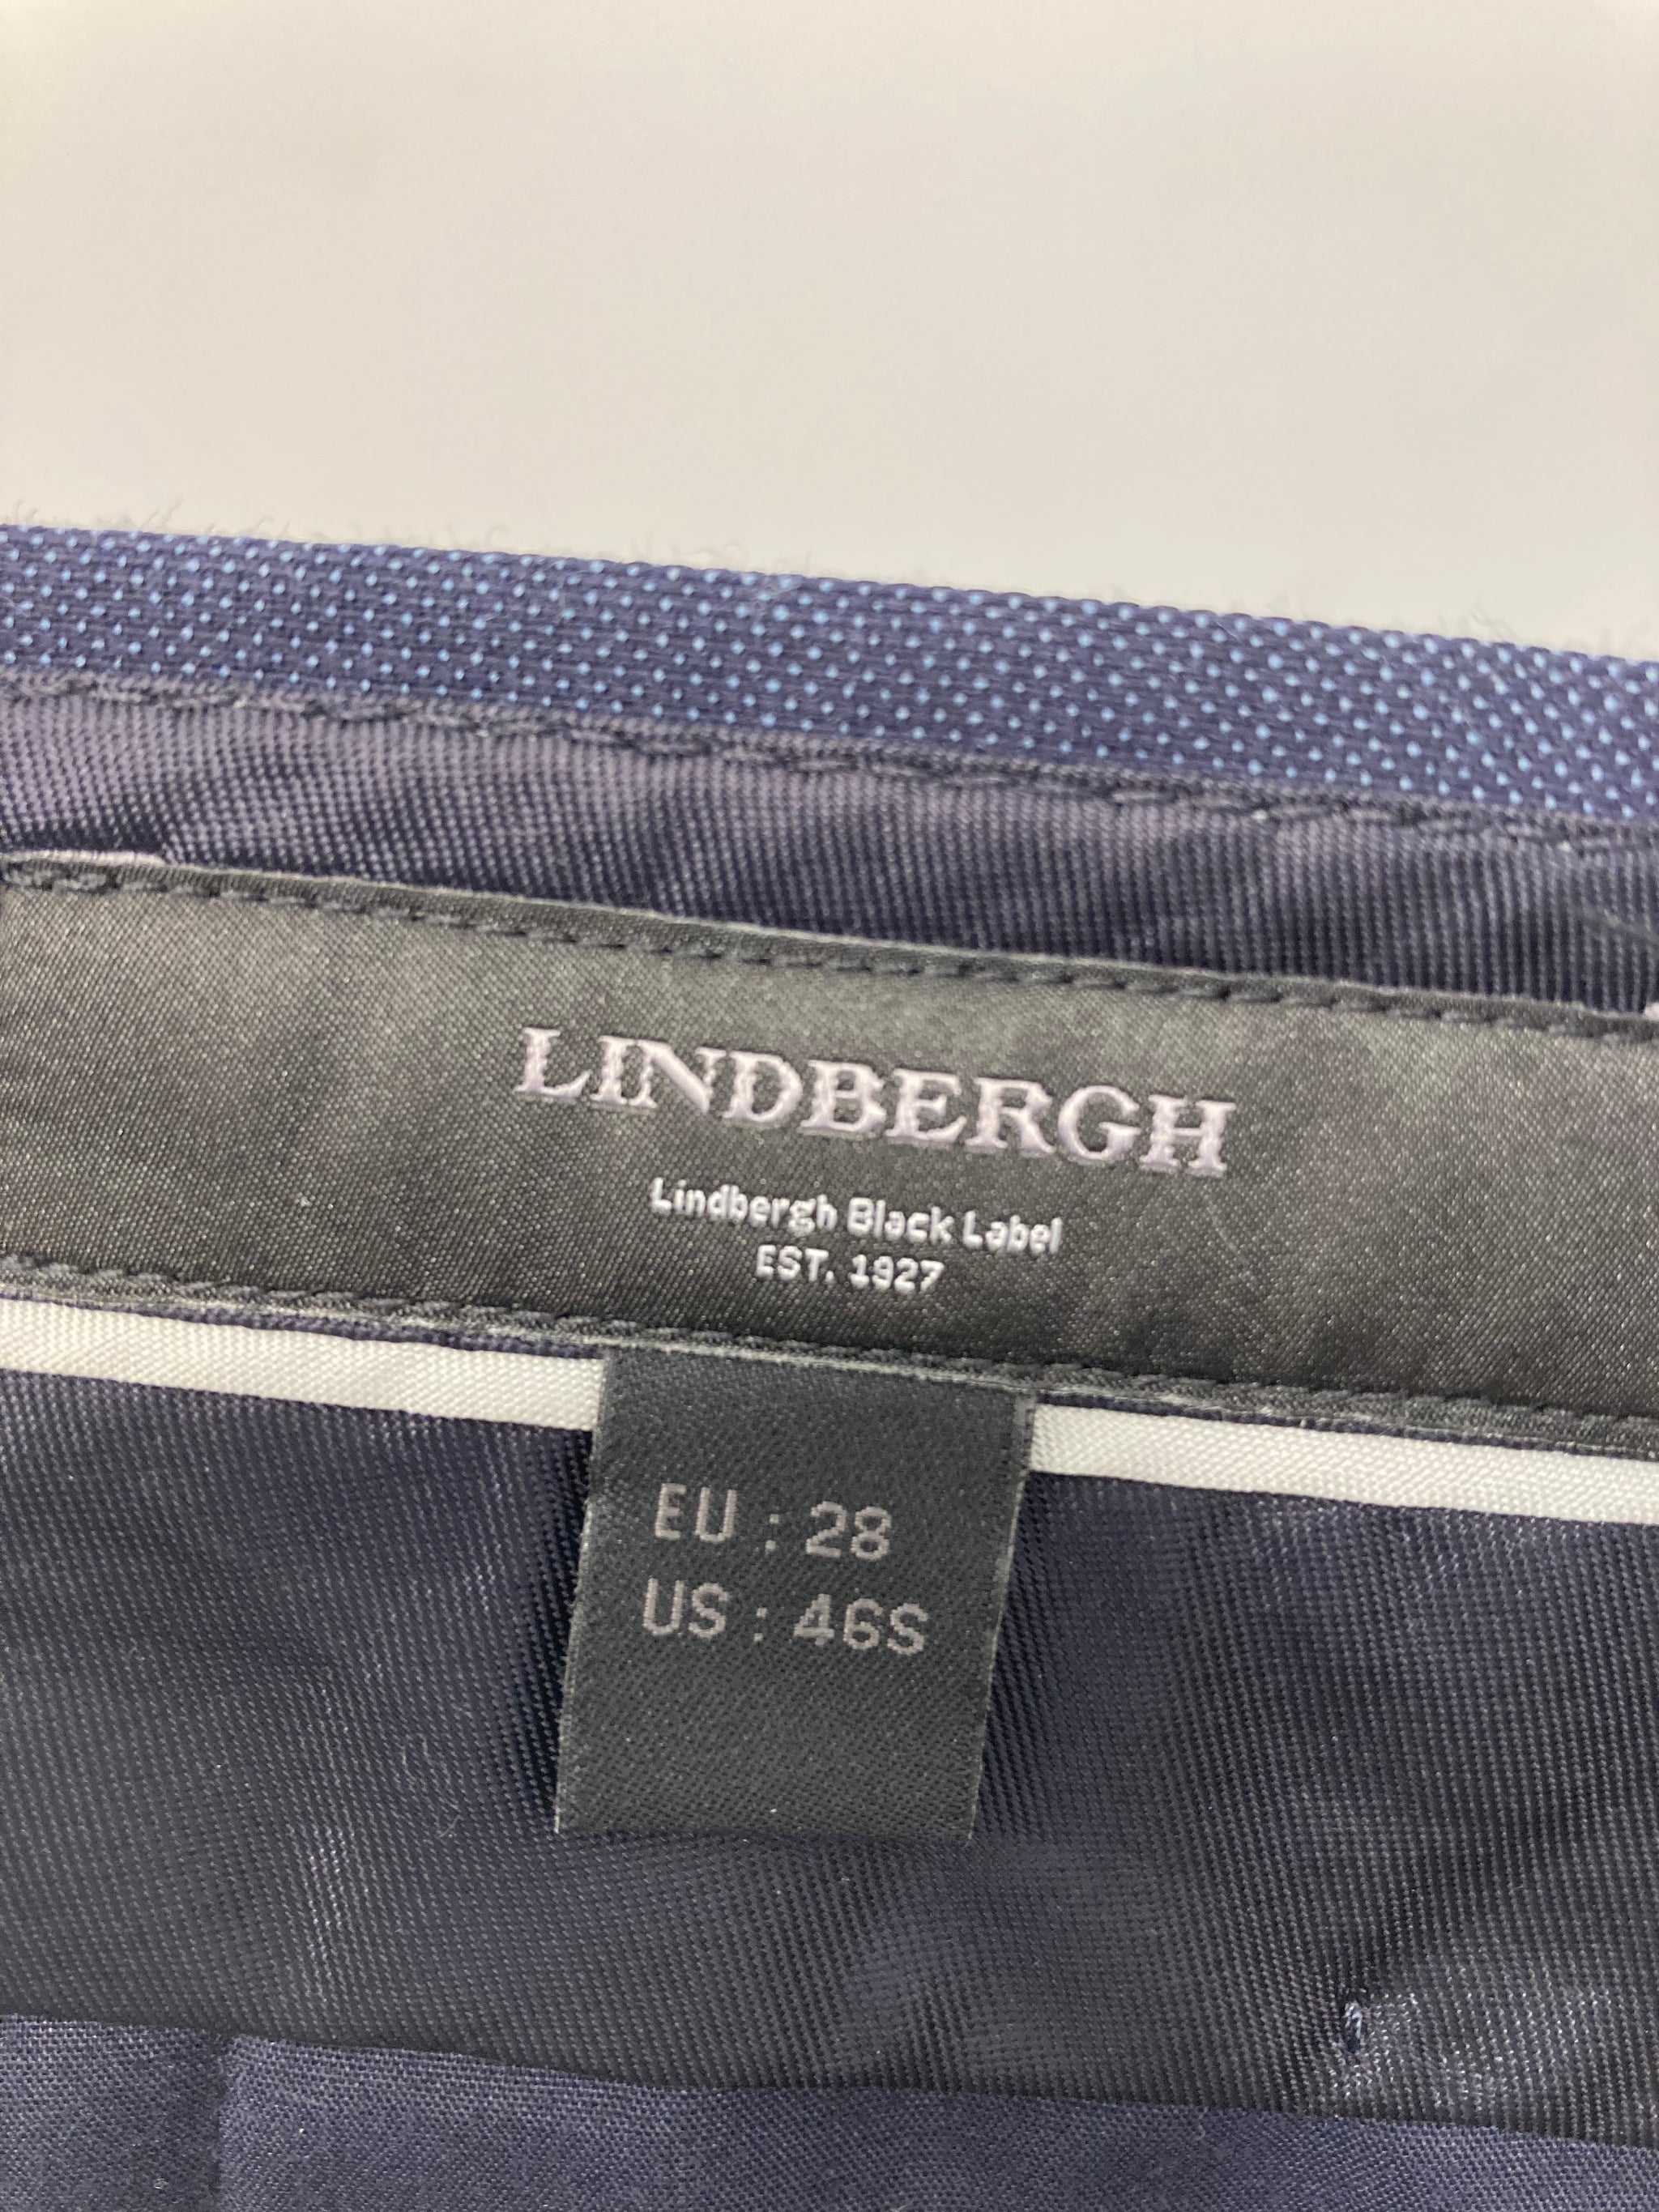 LINDBERGH
Lindbergh Black Label
EST. 1927
EU : 28
US : 46S